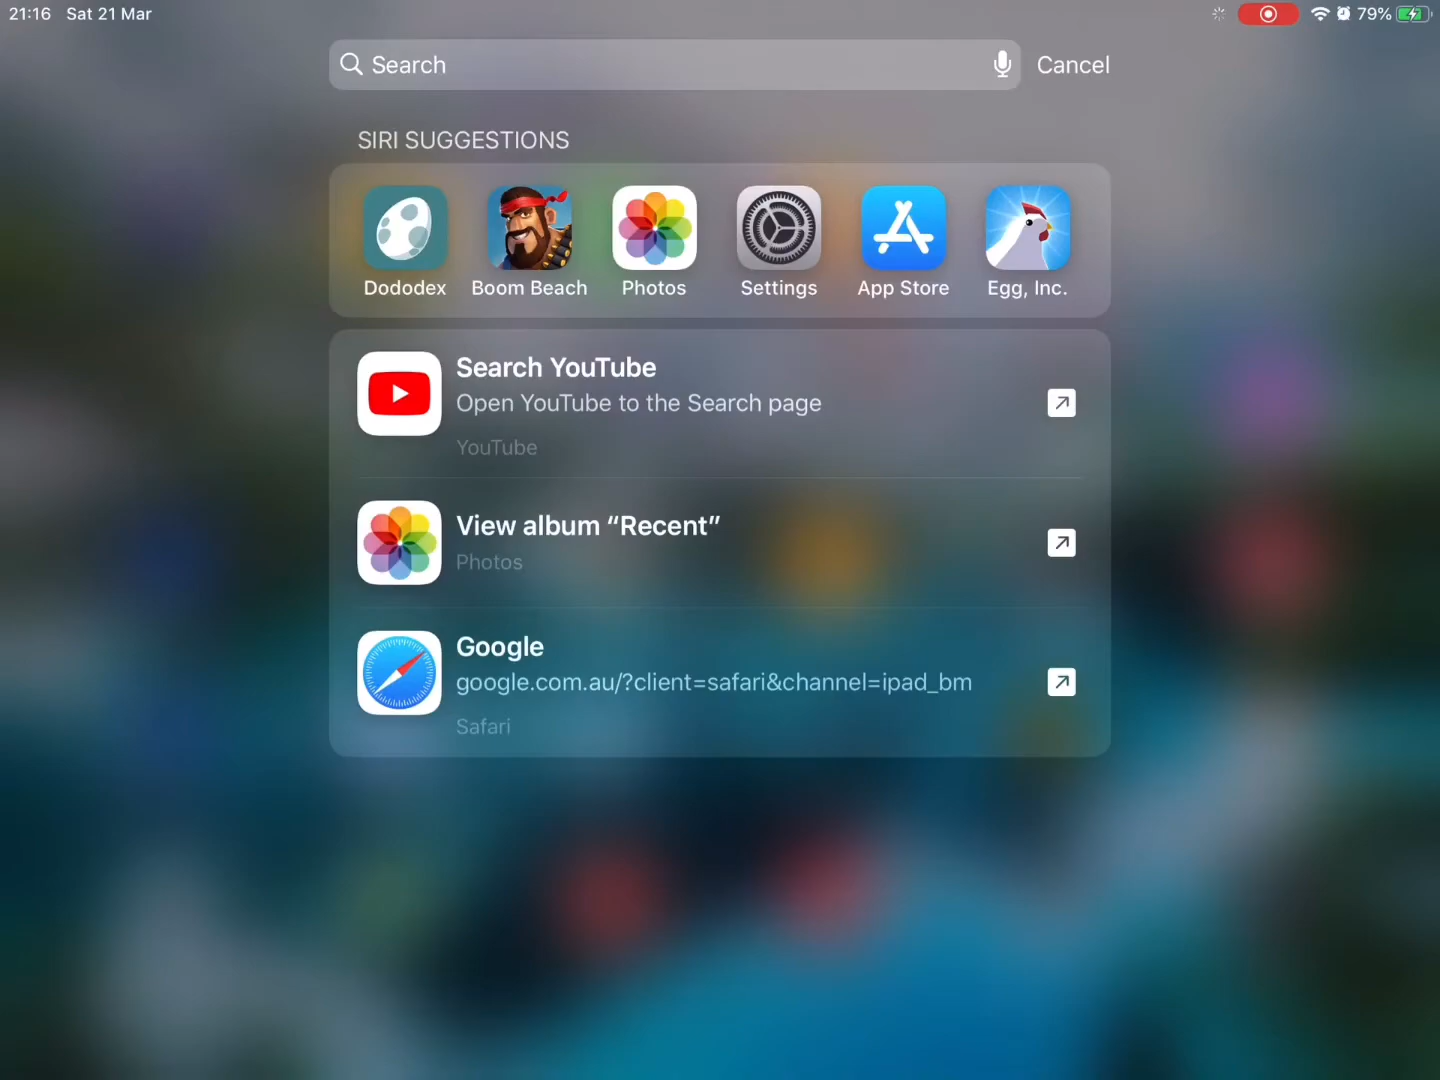 21:16 Sat 21 Mar 79%
Search Cancel
SIRI SUGGESTIONS
Dododex Boom Beach Photos Settings App Store Egg, Inc.
Search YouTube
Open YouTube to the Search page
YouTube
View album “Recent”
Photos
Google
google.com.au/?client=safari&channel=ipad_bm
Safari